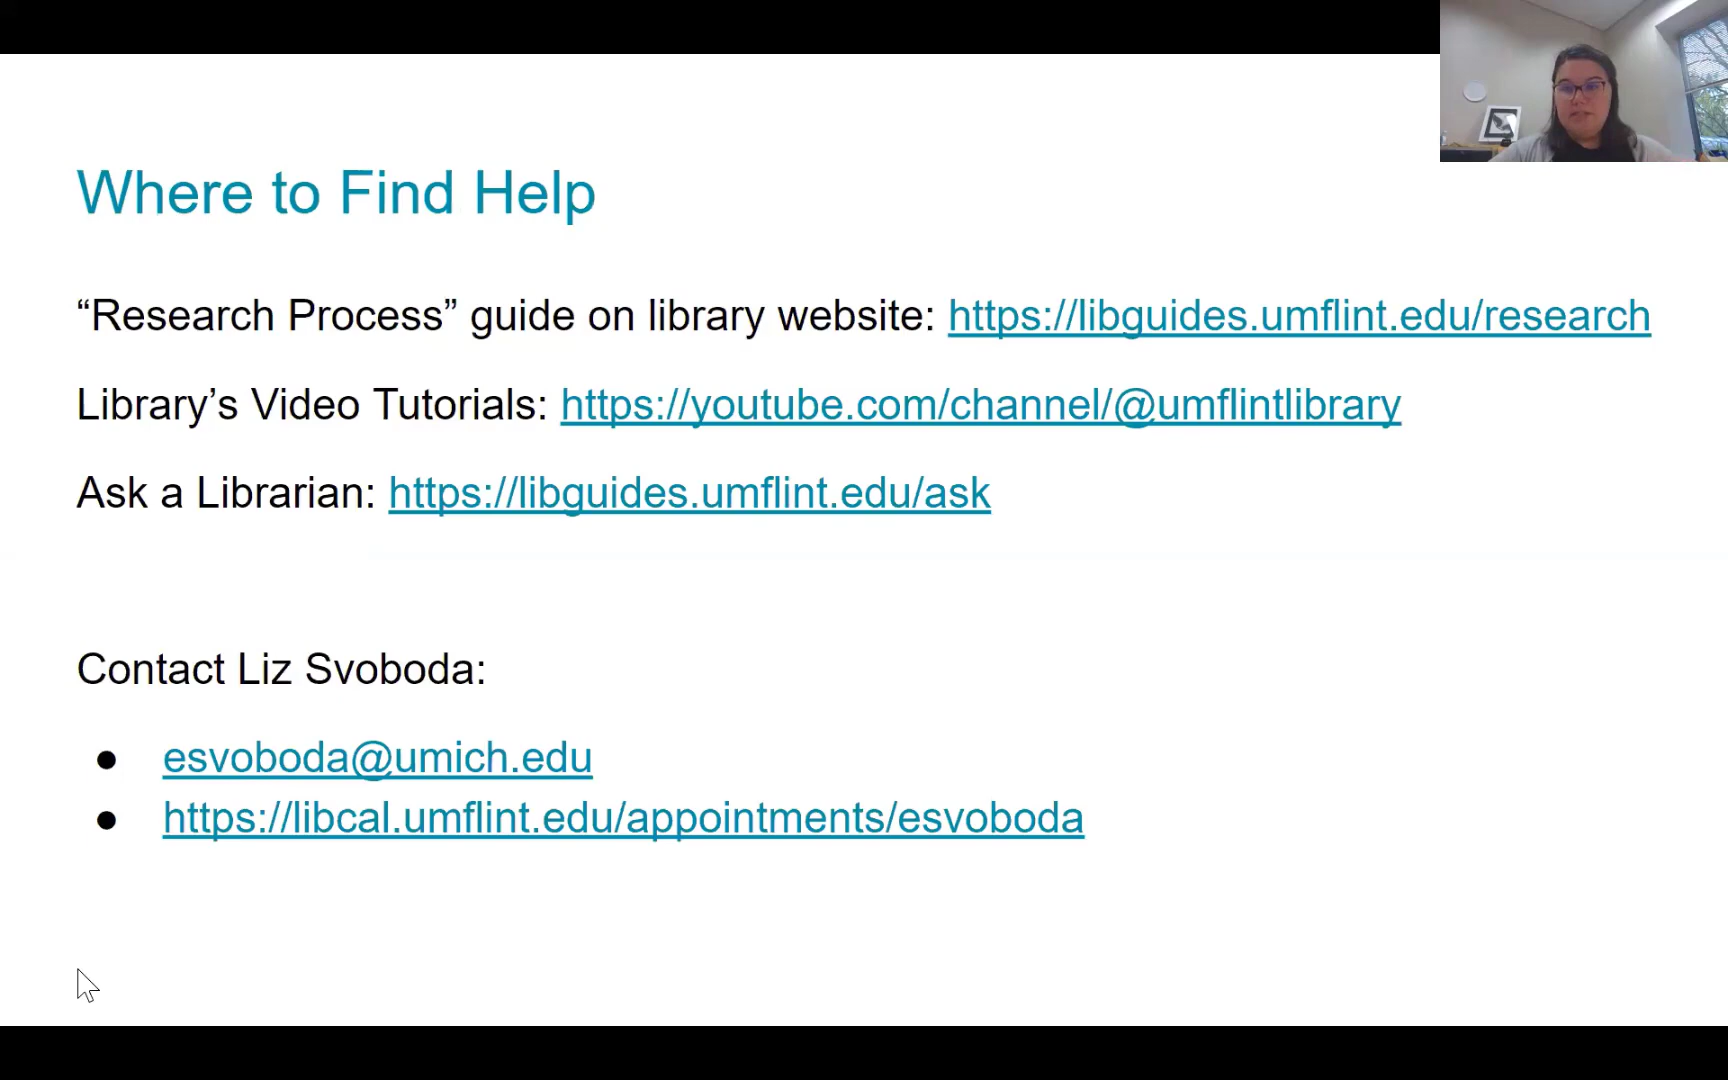 Where to Find Help
“Research Process” guide on library website: https://libguides.umflint.edu/research
Library’s Video Tutorials: https://youtube.com/channel/@umflintlibrary
Ask a Librarian: https://libguides.umflint.edu/ask
Contact Liz Svoboda:
● esvoboda@umich.edu
● https://libcal.umflint.edu/appointments/esvoboda